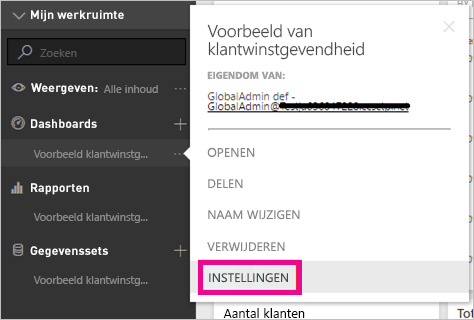 Mijn werkruimte
Zoeken
Weergeven: Alle inhoud ...
Dashboards
Voorbeeld klantwinstg... ...
Rapporten
Voorbeeld klantwinstg...
Gegevenssets
Voorbeeld klantwinstg...
Voorbeeld van
klantwinstgevendheid
EIGENDOM VAN:
GlobalAdmin def -
GlobalAdmin@
OPENEN
DELEN
NAAM WIJZIGEN
VERWIJDEREN
INSTELLINGEN
Aantal klanten